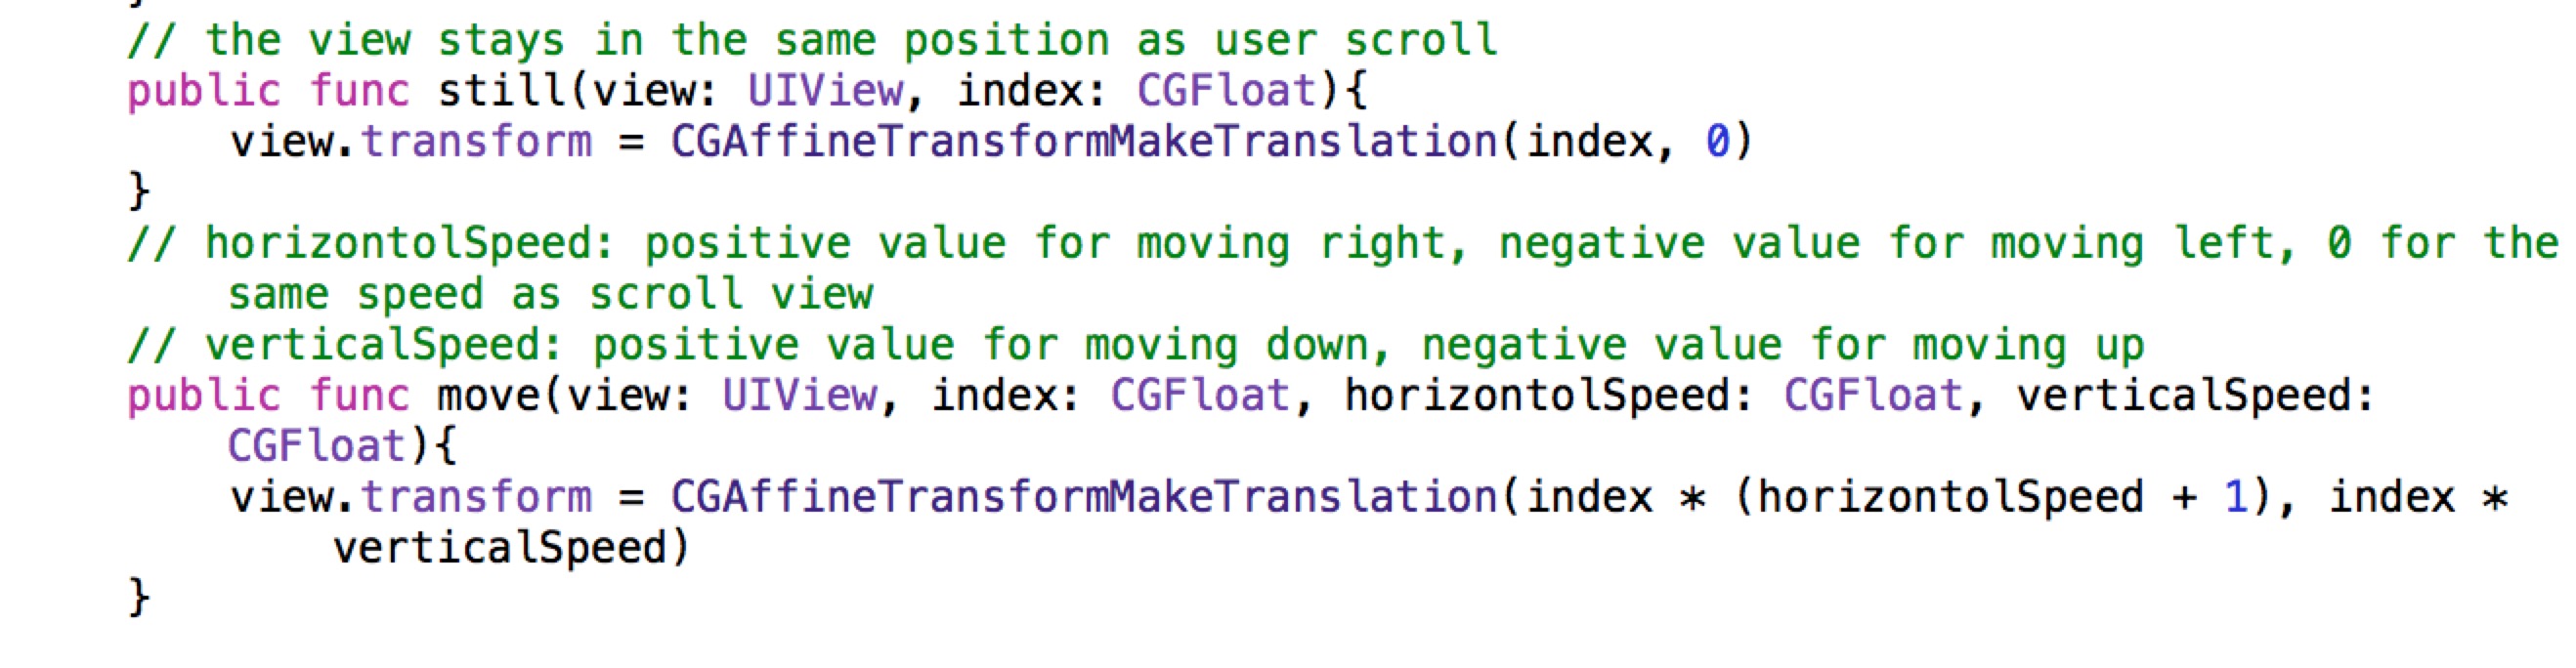 // the view stays in the same position as user scroll
public func still(view: UIView, index: CGFloat){
view.transform = CGAffineTransformMakeTranslation(index, 0)
}
// horizontolSpeed: positive value for moving right, negative value for moving left, 0 for the
same speed as scroll view
// verticalSpeed: positive value for moving down, negative value for moving up
public func move(view: UIView, index: CGFloat, horizontolSpeed: CGFloat, verticalSpeed:
CGFloat){
view.transform = CGAffineTransformMakeTranslation(index * (horizontolSpeed + 1), index *
verticalSpeed)
}